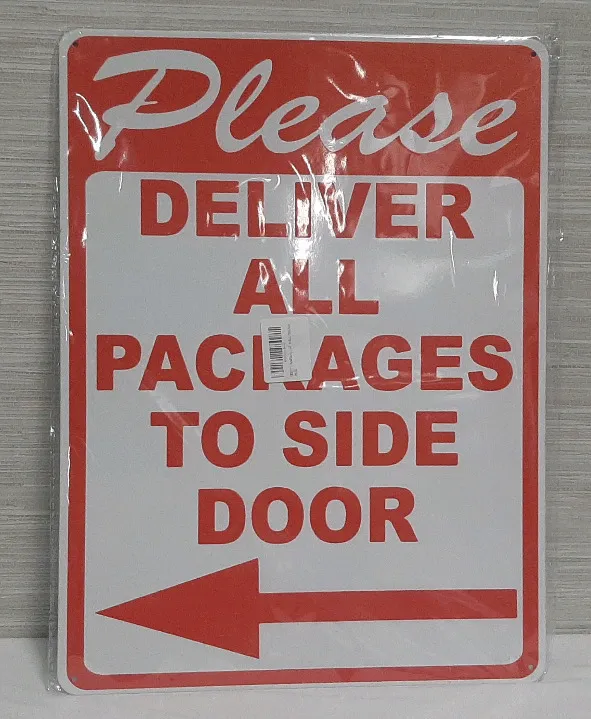 Please
DELIVER
ALL
PACKAGES
TO SIDE
DOOR